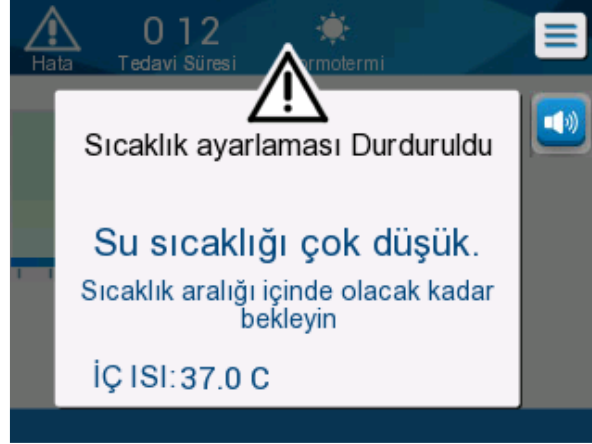 0 12
Hata Tedavi Süresi ormotermi
Sıcaklık ayarlaması Durduruldu
Su sıcaklığı çok düşük.
Sıcaklık aralığı içinde olacak kadar
bekleyin
İÇ ISI: 37.0 C